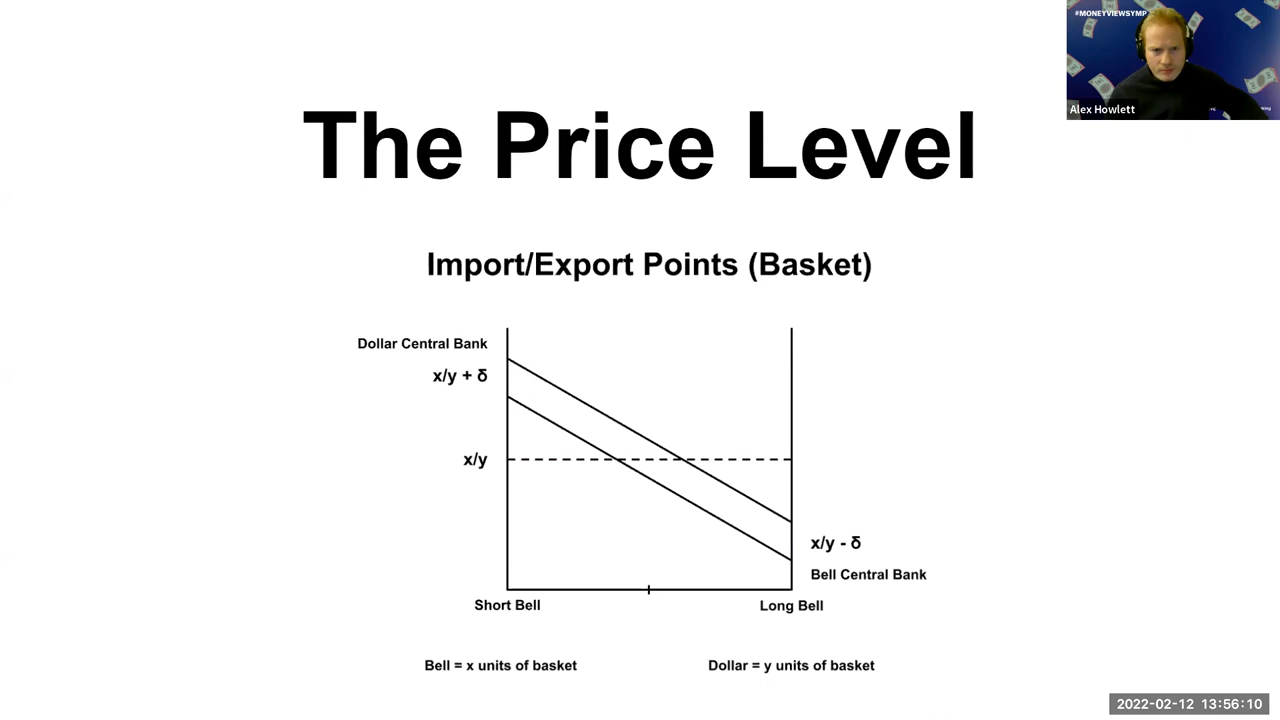 #MONEYVIEWSYMP
Alex Howlett
The Price Level
Import/Export Points (Basket)
Dollar Central Bank
x/y + δ
x/y
x/y - δ
Bell Central Bank
Short Bell
Long Bell
Bell = x units of basket
Dollar = y units of basket
2022-02-12 13:56:10